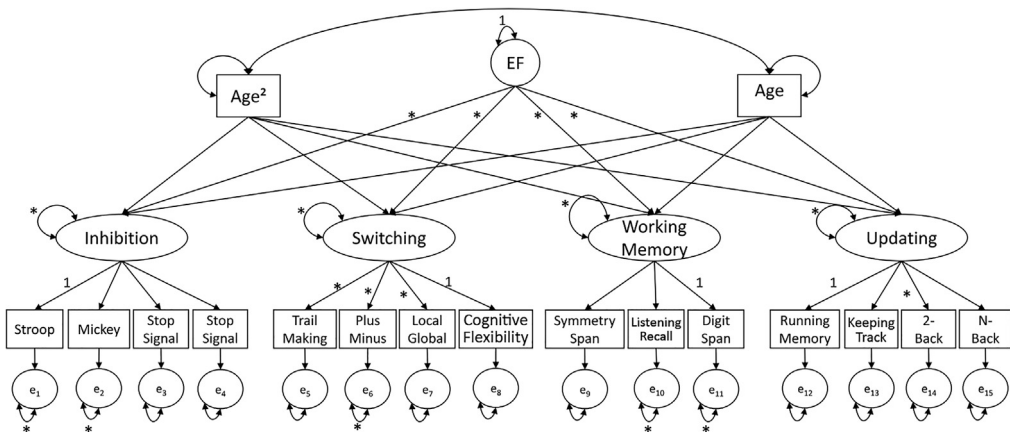 1
EF
Age²
Age
* * * *
* * * *
Inhibition
Switching
Working
Memory
Updating
1
* * * 1
1
1 *
Stroop
Mickey
Stop
Signal
Stop
Signal
Trail
Making
Plus
Minus
Local
Global
Cognitive
Flexibility
Symmetry
Span
Listening
Recall
Digit
Span
Running
Memory
Keeping
Track
2-
Back
N-
Back
e₁ e₂ e₃ e₄ e₅ e₆ e₇ e₈ e₉ e₁₀ e₁₁ e₁₂ e₁₃ e₁₄ e₁₅
* * * * *